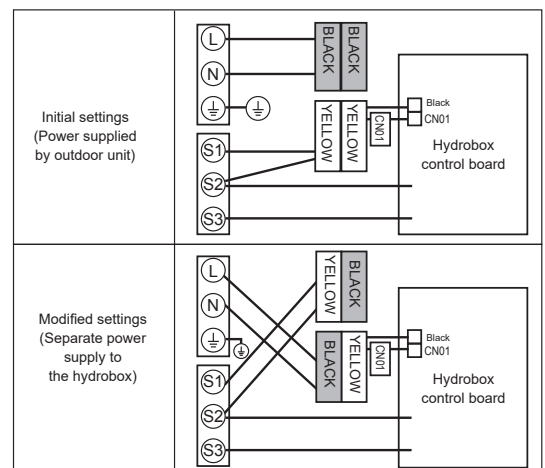 Initial settings
(Power supplied
by outdoor unit)
L
N
S1
S2
S3
BLACK
BLACK
YELLOW
YELLOW
CN01
Black
CN01
Hydrobox
control board
Modified settings
(Separate power
supply to
the hydrobox)
L
N
S1
S2
S3
YELLOW
BLACK
BLACK
YELLOW
CN01
Black
CN01
Hydrobox
control board